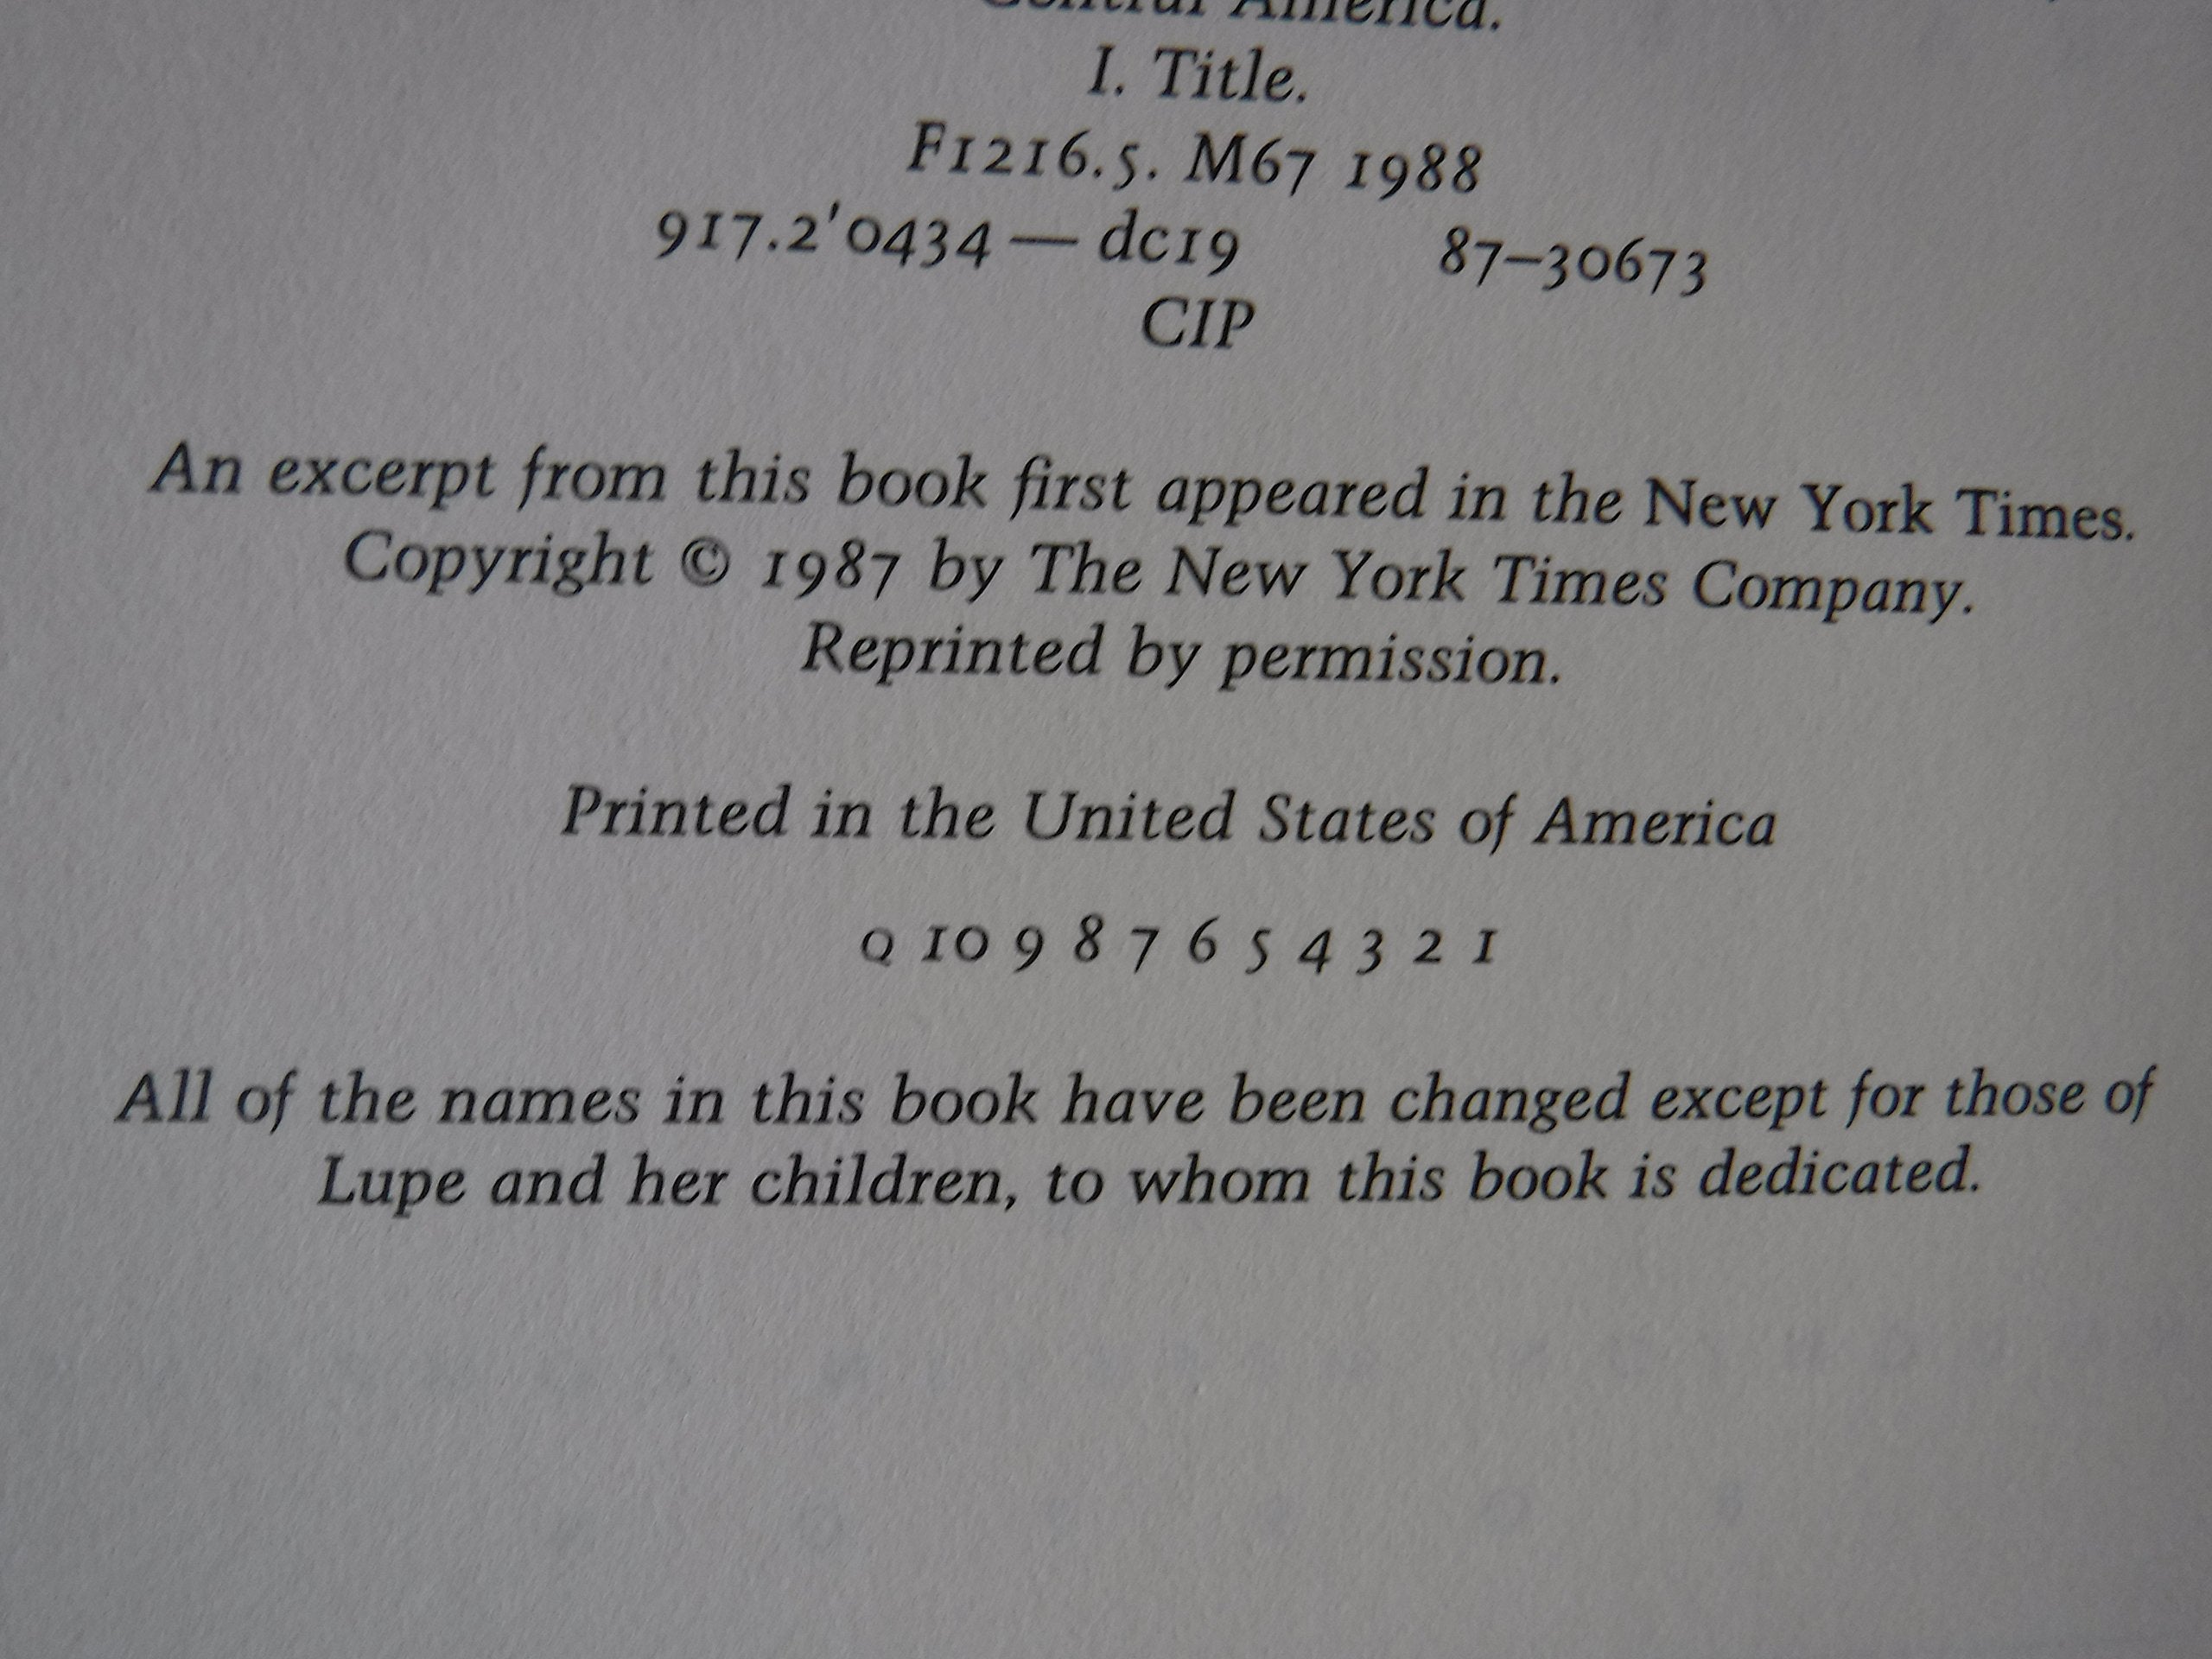 Central America.
I. Title.
F1216.5. M67 1988
917.2'0434 — dc19 87–30673
CIP
An excerpt from this book first appeared in the New York Times.
Copyright © 1987 by The New York Times Company.
Reprinted by permission.
Printed in the United States of America
Q 10 9 8 7 6 5 4 3 2 1
All of the names in this book have been changed except for those of
Lupe and her children, to whom this book is dedicated.